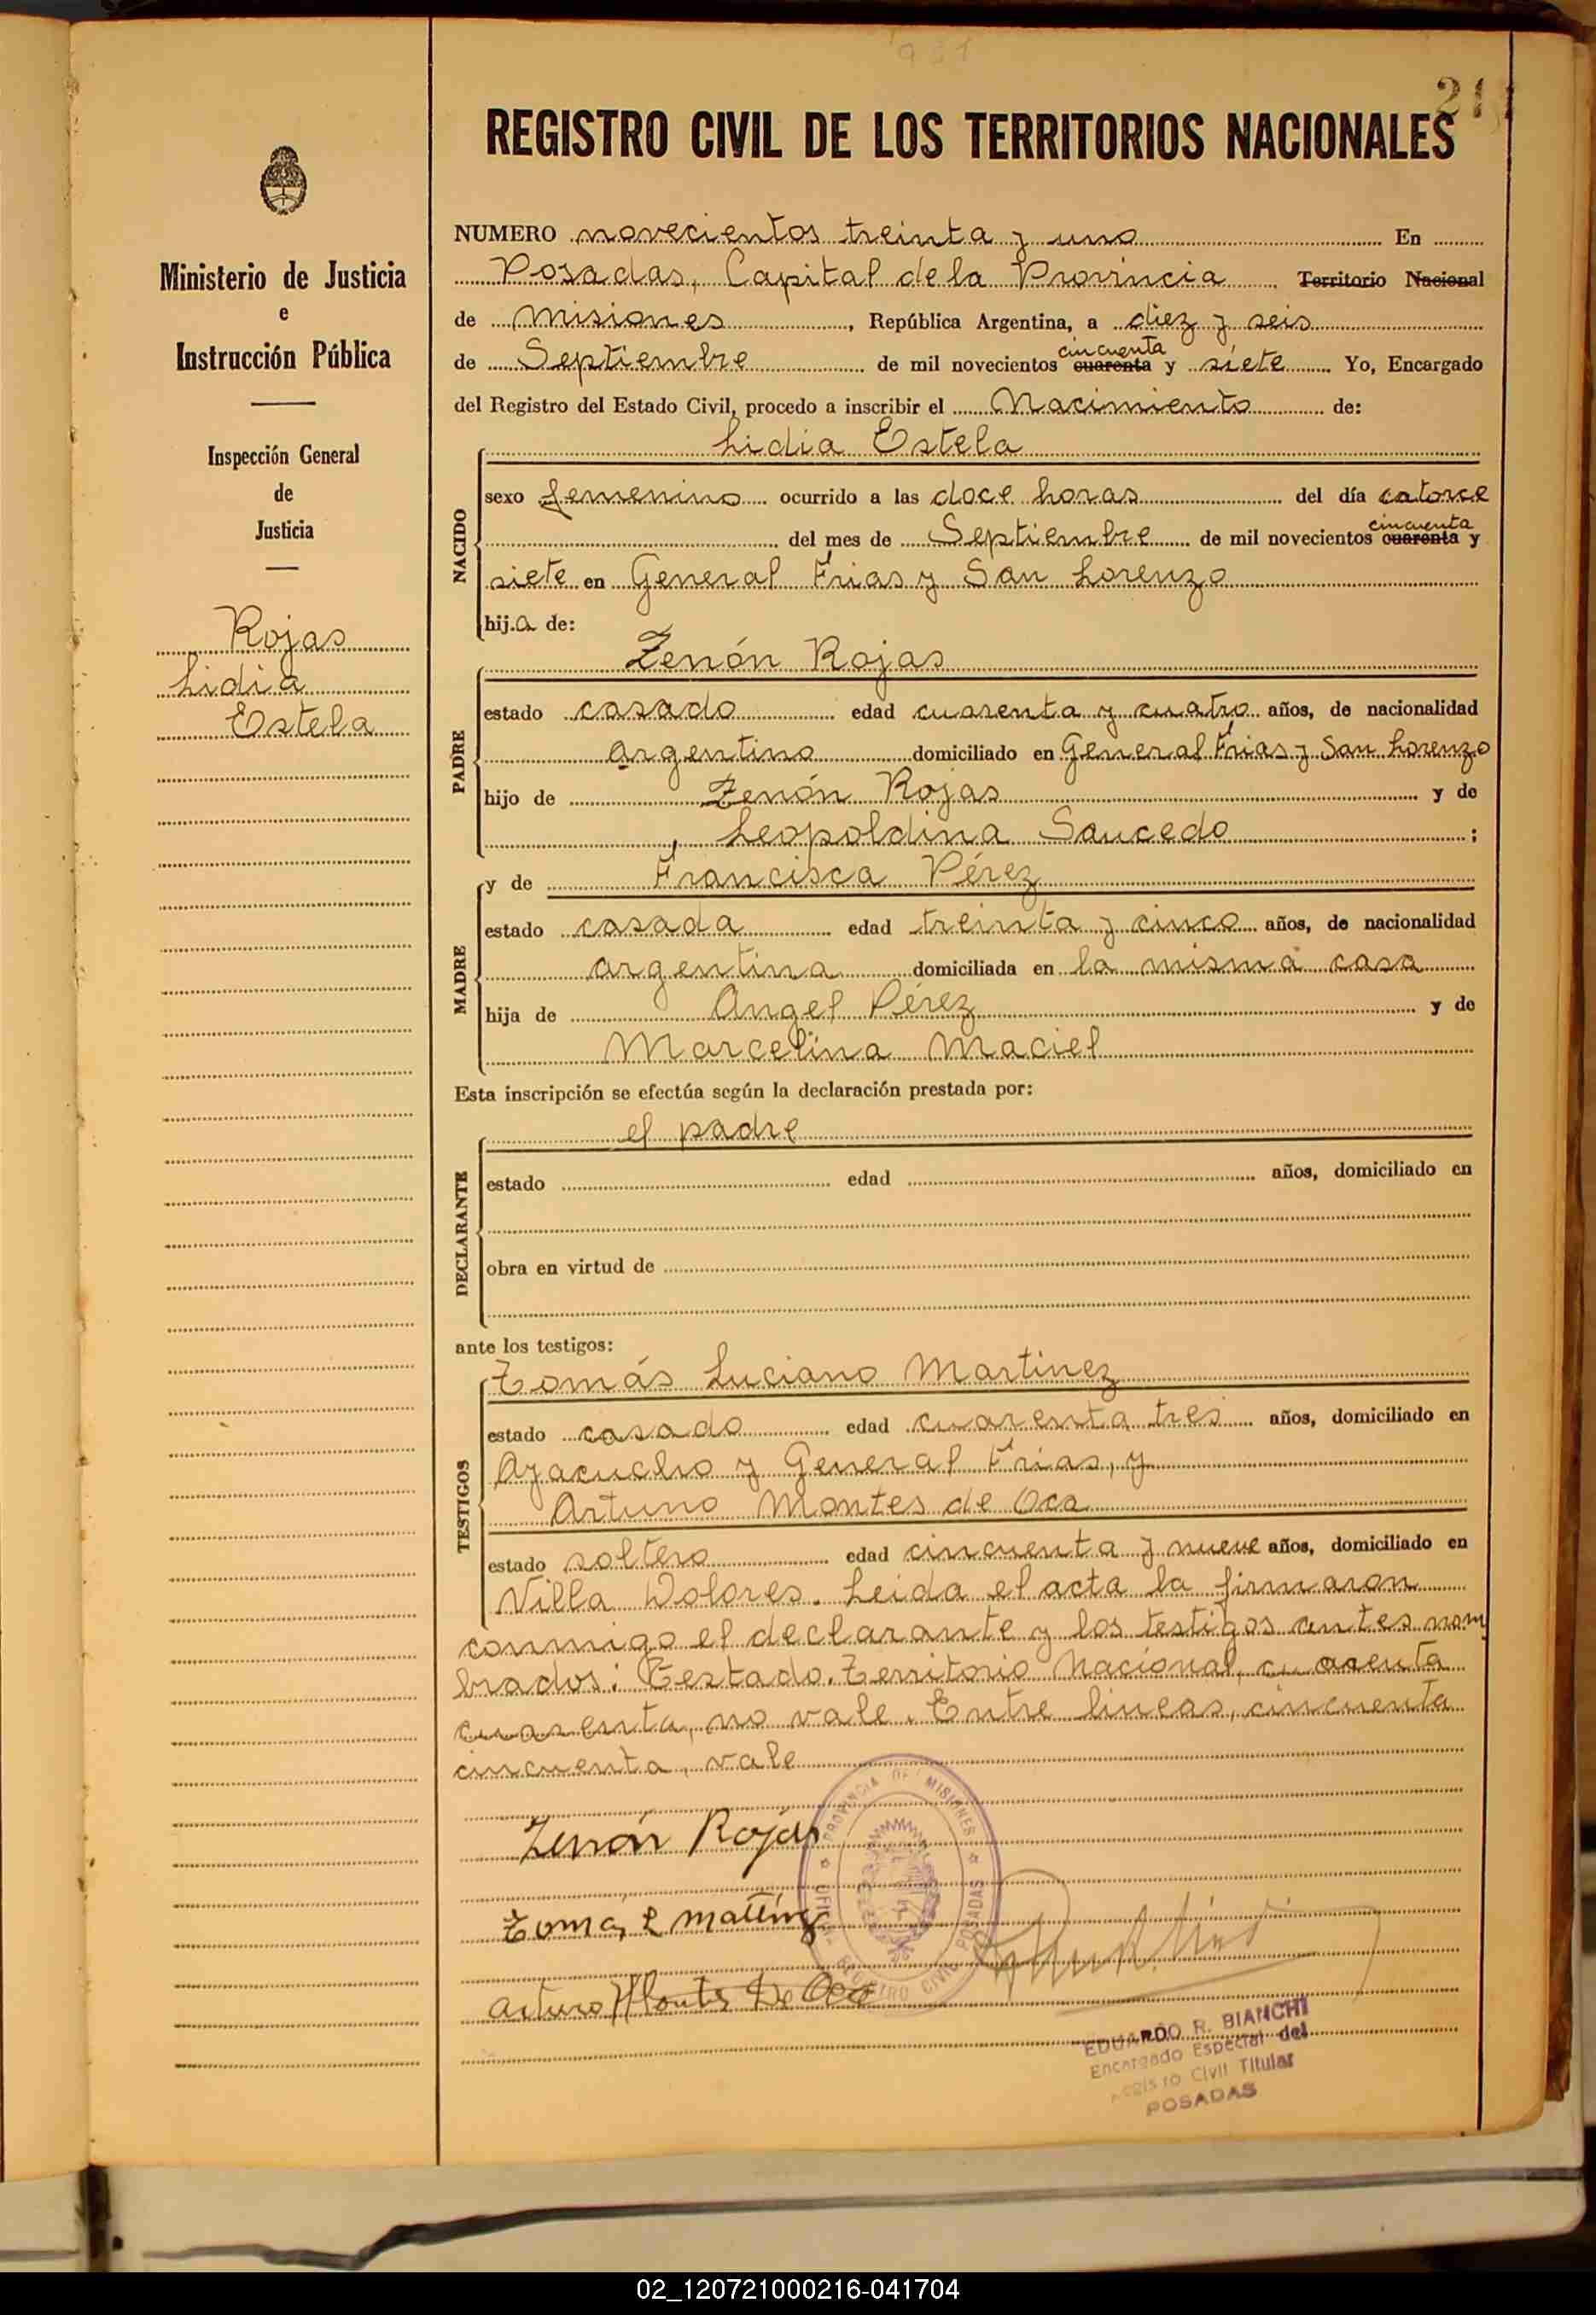 931
21
REGISTRO CIVIL DE LOS TERRITORIOS NACIONALES
Ministerio de Justicia
e
Instrucción Pública
Inspección General
de
Justicia
Rojas
Lidia
Estela
NUMERO novecientos treinta y uno En
Posadas, Capital de la Provincia Territorio Nacional
de Misiones, República Argentina, a diez y seis
de Septiembre de mil novecientos cuarenta cincuenta y siete Yo, Encargado
del Registro del Estado Civil, procedo a inscribir el Nacimiento de:
Lidia Estela
NACIDO
sexo femenino ocurrido a las doce horas del día catorce
del mes de Septiembre de mil novecientos cuarenta cincuenta y
siete en General Frias y San Lorenzo
hija de:
Zenón Rojas
PADRE
estado casado edad cuarenta y cuatro años, de nacionalidad
argentino domiciliado en General Frias y San Lorenzo
hijo de Zenón Rojas y de
Leopoldina Saucedo;
y de Francisca Pérez
MADRE
estado casada edad treinta y cinco años, de nacionalidad
argentina domiciliada en la misma casa
hija de Angel Pérez y de
Marcelina Maciel
Esta inscripción se efectúa según la declaración prestada por:
el padre
DECLARANTE
estado edad años, domiciliado en
obra en virtud de
ante los testigos:
Tomás Luciano Martinez
TESTIGOS
estado casado edad cuarenta tres años, domiciliado en
Ayacucho y General Frias, y
Arturo Montes de Oca
estado soltero edad cincuenta y nueve años, domiciliado en
Villa Dolores. Leida el acta la firmaron
conmigo el declarante y los testigos antes nom
brados: Testado. Territorio Nacional, cuarenta
cuarenta, no vale. Entre lineas, cincuenta
cincuenta, vale
Zenón Rojas
PROVINCIA DE MISIONES
REGISTRO CIVIL POSADAS
Arturo Montes De Oca
EDUARDO R. BIANCHI
Encargado Especial del
Registro Civil Titular
POSADAS
02_120721000216-041704